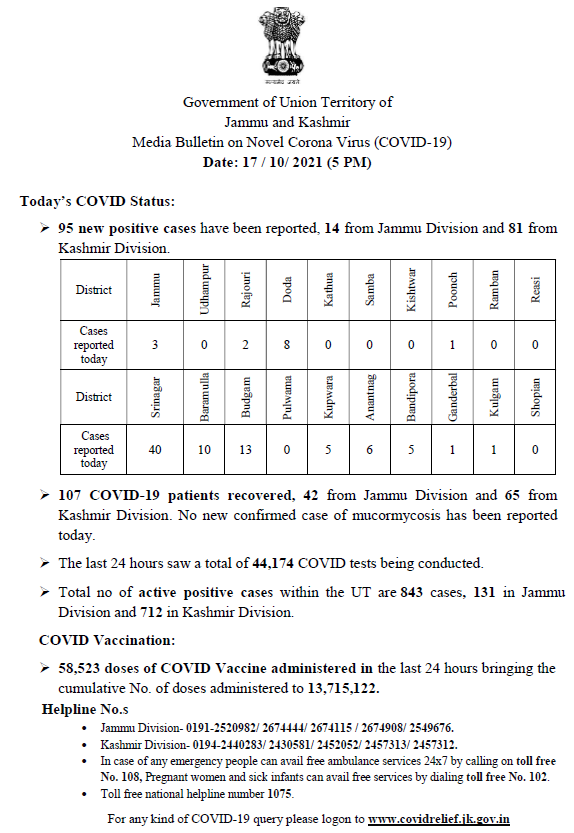 सत्यमेव जयते
Government of Union Territory of
Jammu and Kashmir
Media Bulletin on Novel Corona Virus (COVID-19)
Date: 17 / 10/ 2021 (5 PM)
Today's COVID Status:
➢ 95 new positive cases have been reported, 14 from Jammu Division and 81 from
Kashmir Division.
District Jammu Udhampur Rajouri Doda Kathua Samba Kishtwar Poonch Ramban Reasi
Cases
reported
today
3 0 2 8 0 0 0 1 0 0
District Srinagar Baramulla Budgam Pulwama Kupwara Anantnag Bandipora Ganderbal Kulgam Shopian
Cases
reported
today
40 10 13 0 5 6 5 1 1 0
➢ 107 COVID-19 patients recovered, 42 from Jammu Division and 65 from
Kashmir Division. No new confirmed case of mucormycosis has been reported
today.
➢ The last 24 hours saw a total of 44,174 COVID tests being conducted.
➢ Total no of active positive cases within the UT are 843 cases, 131 in Jammu
Division and 712 in Kashmir Division.
COVID Vaccination:
➢ 58,523 doses of COVID Vaccine administered in the last 24 hours bringing the
cumulative No. of doses administered to 13,715,122.
Helpline No.s
• Jammu Division- 0191-2520982/ 2674444/ 2674115 / 2674908/ 2549676.
• Kashmir Division- 0194-2440283/ 2430581/ 2452052/ 2457313/ 2457312.
• In case of any emergency people can avail free ambulance services 24x7 by calling on toll free
No. 108, Pregnant women and sick infants can avail free services by dialing toll free No. 102.
• Toll free national helpline number 1075.
For any kind of COVID-19 query please logon to www.covidrelief.jk.gov.in